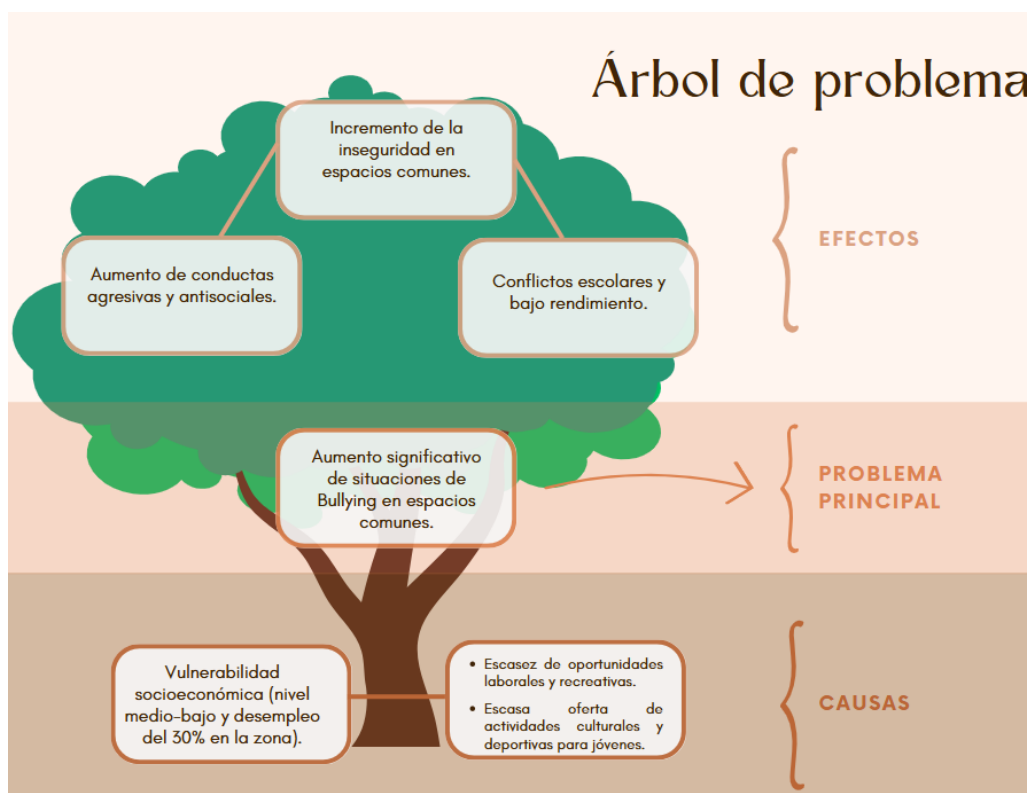 Árbol de problema
Incremento de la
inseguridad en
espacios comunes.
EFECTOS
Aumento de conductas
agresivas y antisociales.
Conflictos escolares y
bajo rendimiento.
Aumento significativo
de situaciones de
Bullying en espacios
comunes.
PROBLEMA
PRINCIPAL
Vulnerabilidad
socioeconómica (nivel
medio-bajo y desempleo
del 30% en la zona).
• Escasez de oportunidades
laborales y recreativas.
• Escasa oferta de
actividades culturales y
deportivas para jóvenes.
CAUSAS